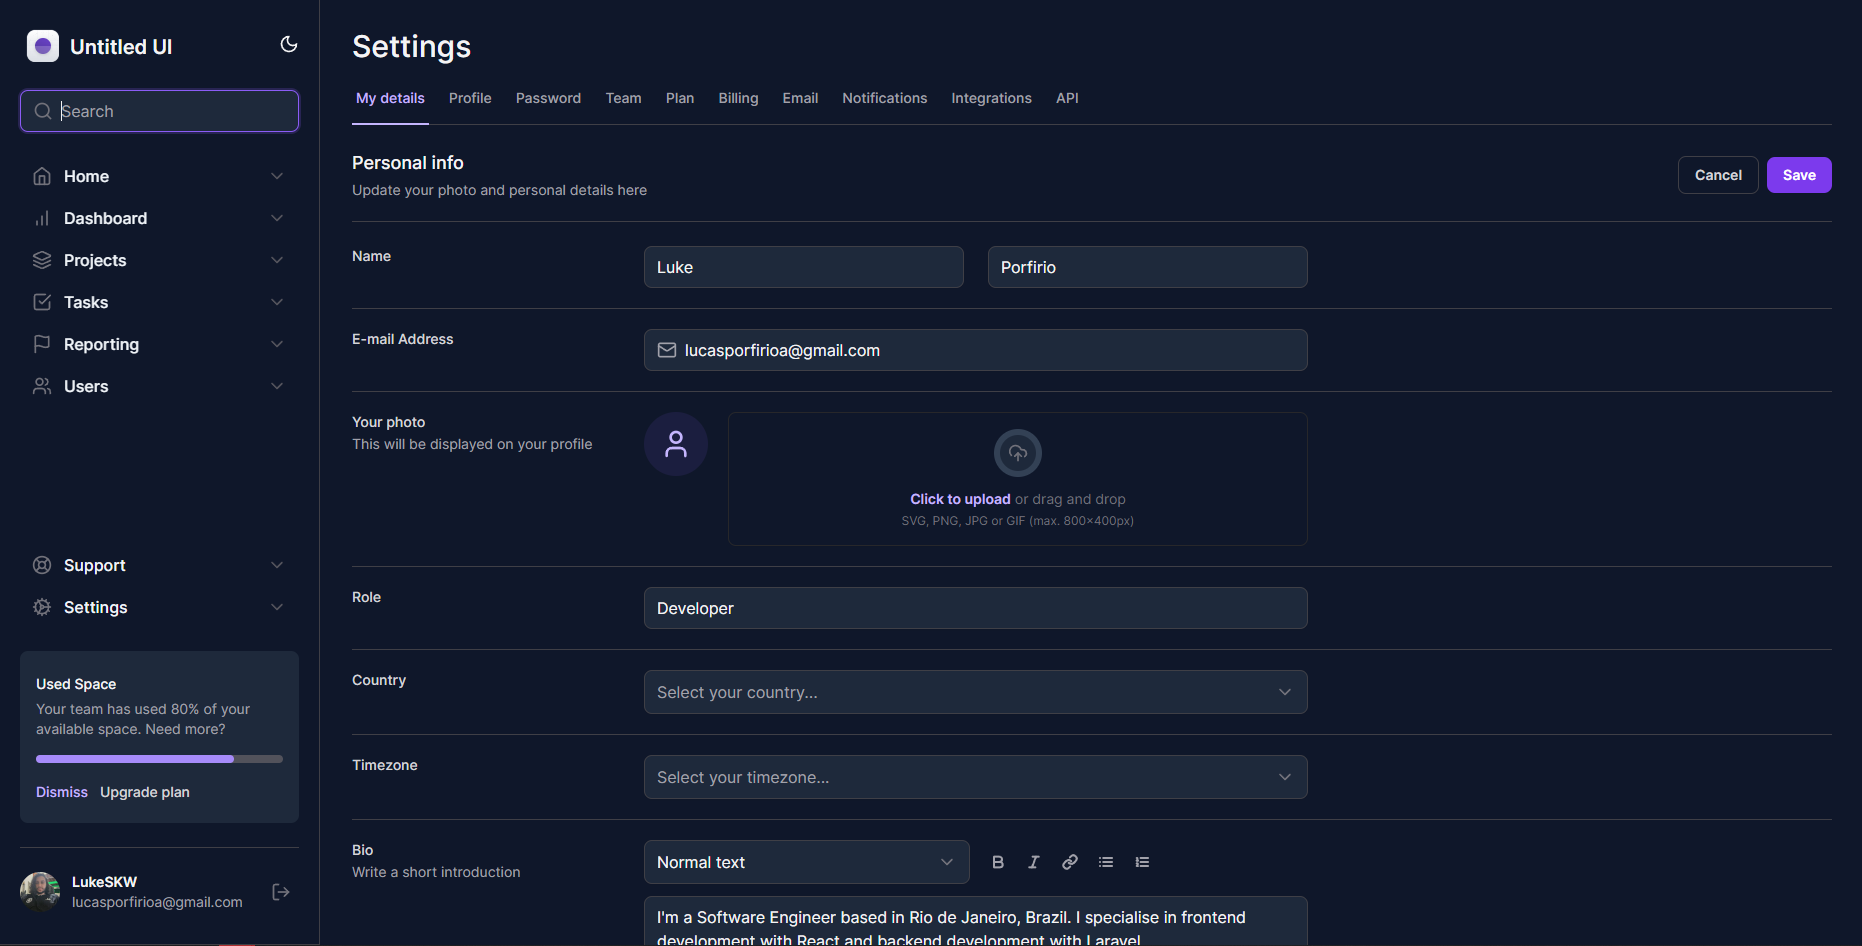 Untitled UI
Search
Home
Dashboard
Projects
Tasks
Reporting
Users
Support
Settings
Used Space
Your team has used 80% of your
available space. Need more?
Dismiss Upgrade plan
LukeSKW
lucasporfirioa@gmail.com
Settings
My details Profile Password Team Plan Billing Email Notifications Integrations API
Personal info
Update your photo and personal details here
Cancel Save
Name
Luke Porfirio
E-mail Address
lucasporfirioa@gmail.com
Your photo
This will be displayed on your profile
Click to upload or drag and drop
SVG, PNG, JPG or GIF (max. 800×400px)
Role
Developer
Country
Select your country...
Timezone
Select your timezone...
Bio
Write a short introduction
Normal text
I'm a Software Engineer based in Rio de Janeiro, Brazil. I specialise in frontend
development with React and backend development with Laravel